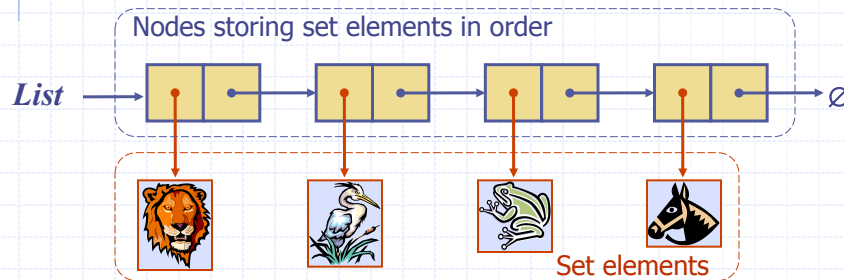 Nodes storing set elements in order
List
∅
Set elements